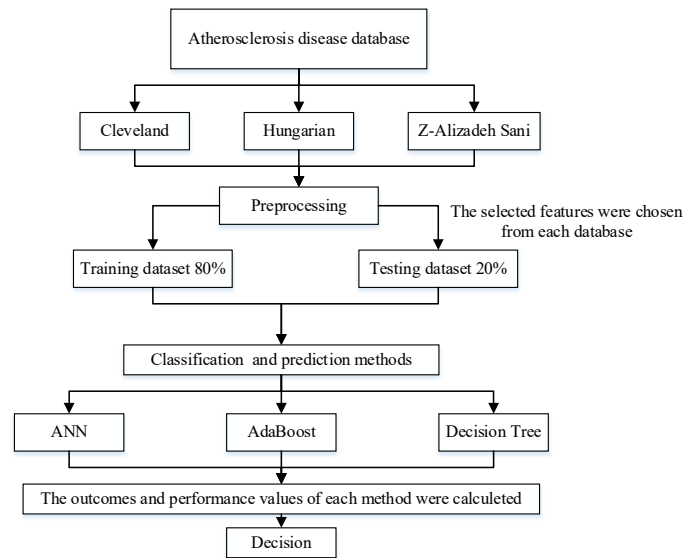 Atherosclerosis disease database
Cleveland
Hungarian
Z-Alizadeh Sani
Preprocessing
The selected features were chosen
from each database
Training dataset 80%
Testing dataset 20%
Classification and prediction methods
ANN
AdaBoost
Decision Tree
The outcomes and performance values of each method were calculeted
Decision